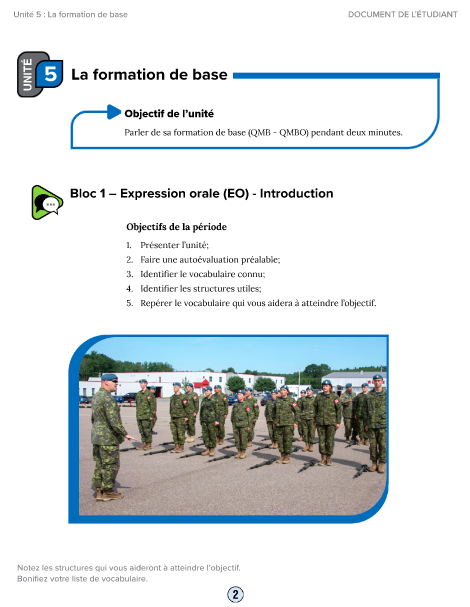 Unité 5 : La formation de base
DOCUMENT DE L'ÉTUDIANT
UNITÉ 5 La formation de base
Objectif de l'unité
Parler de sa formation de base (QMB - QMBO) pendant deux minutes.
Bloc 1 – Expression orale (EO) - Introduction
Objectifs de la période
1. Présenter l'unité;
2. Faire une autoévaluation préalable;
3. Identifier le vocabulaire connu;
4. Identifier les structures utiles;
5. Repérer le vocabulaire qui vous aidera à atteindre l'objectif.
Notez les structures qui vous aideront à atteindre l'objectif.
Bonifiez votre liste de vocabulaire.
2